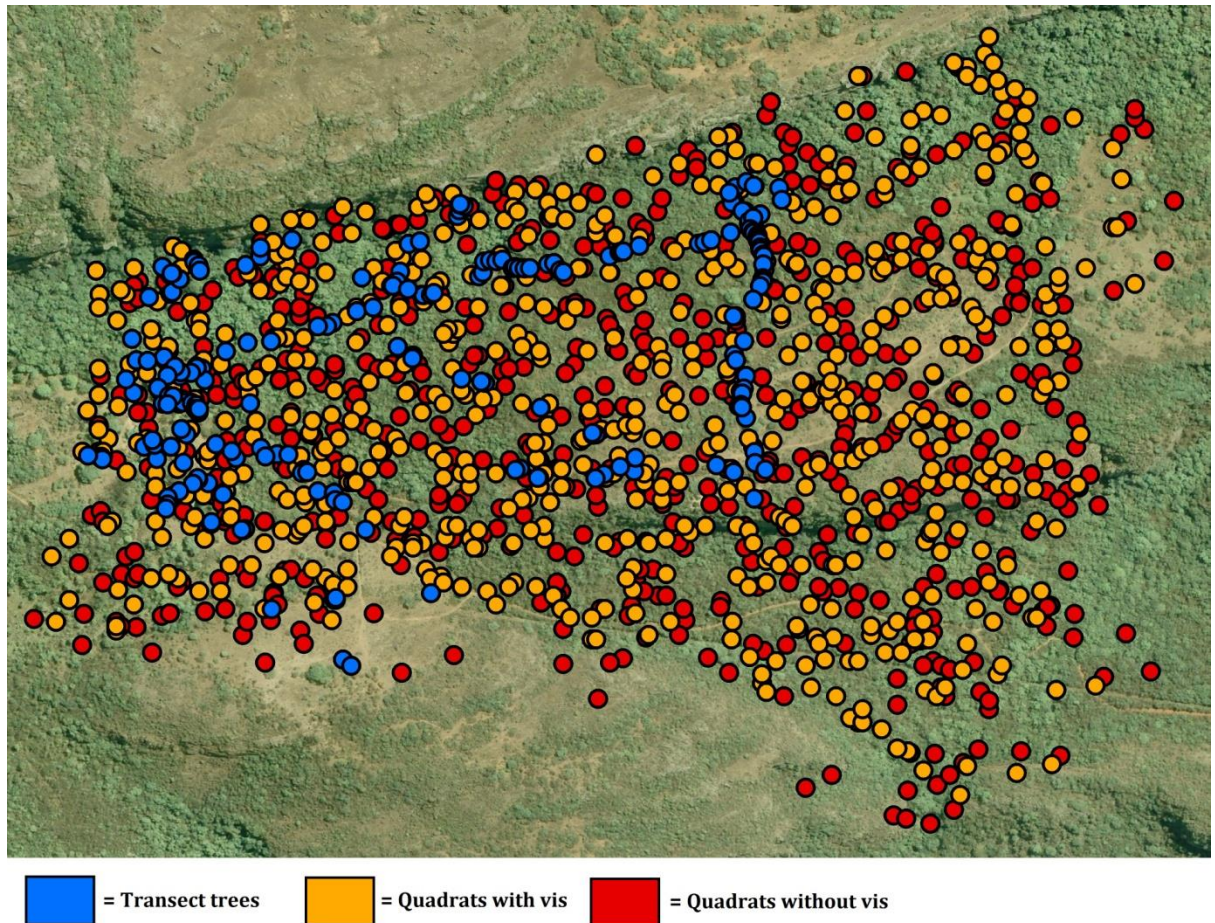 = Transect trees = Quadrats with vis = Quadrats without vis